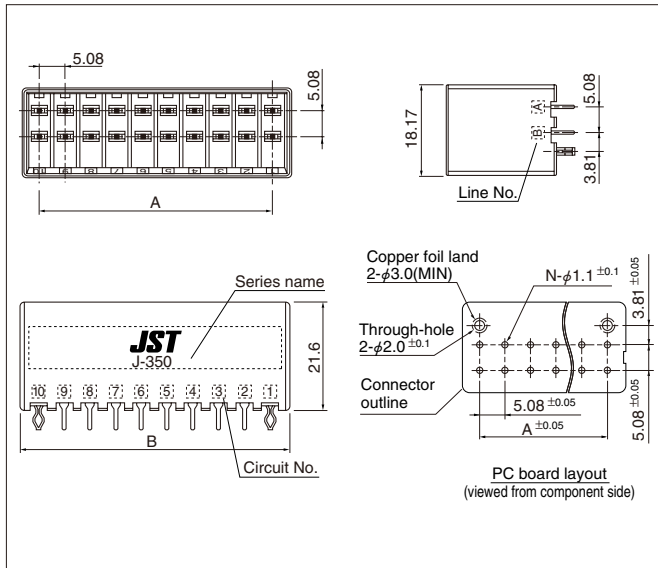 5.08
5.08
A
18.17
A
B
5.08
3.81
Line No.
Series name
JST
J-350
21.6
10 9 8 7 6 5 4 3 2 1
B
Circuit No.
Copper foil land
2-φ3.0(MIN)
N-φ1.1 ±0.1
3.81 ±0.05
Through-hole
2-φ2.0 ±0.1
Connector
outline
5.08 ±0.05
A ±0.05
5.08 ±0.05
PC board layout
(viewed from component side)